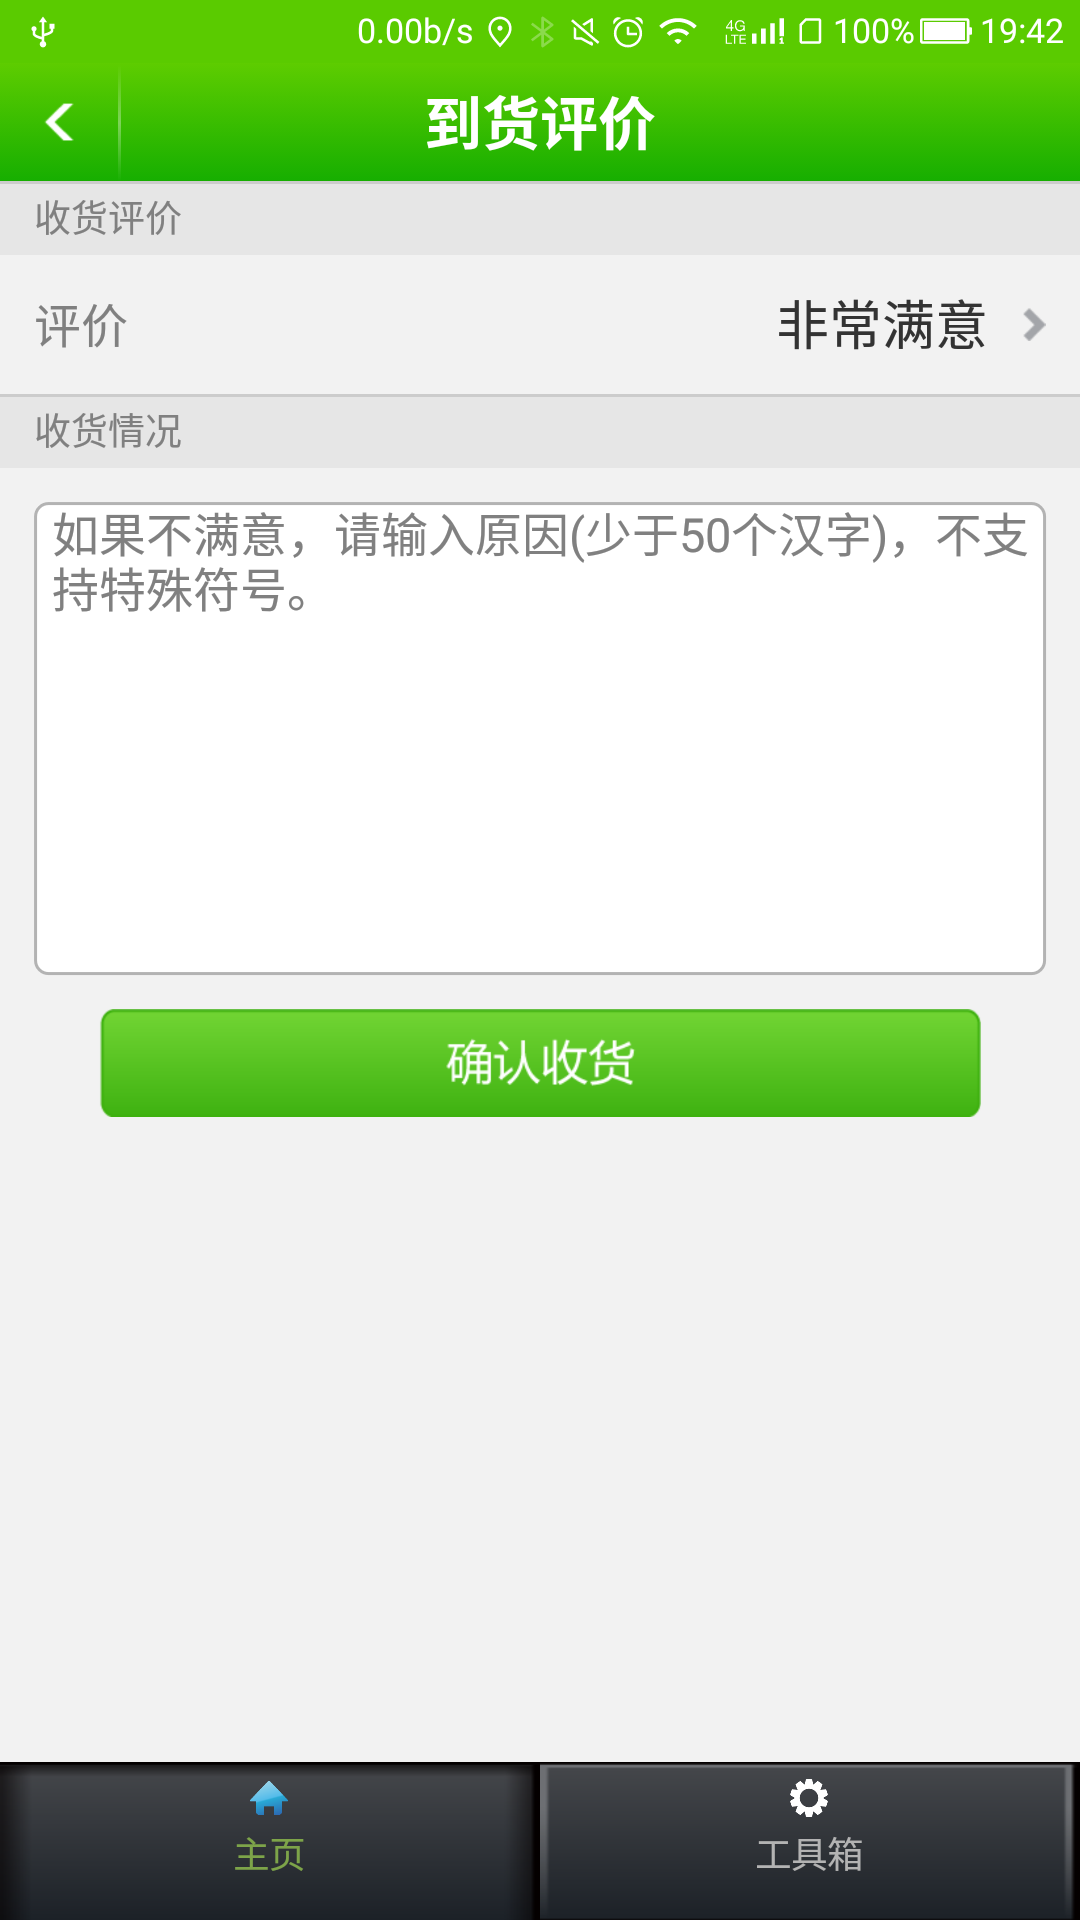 0.00b/s 4G LTE 1 100% 19:42
到货评价
收货评价
评价 非常满意
收货情况
如果不满意，请输入原因(少于50个汉字)，不支
持特殊符号。
确认收货
主页 工具箱